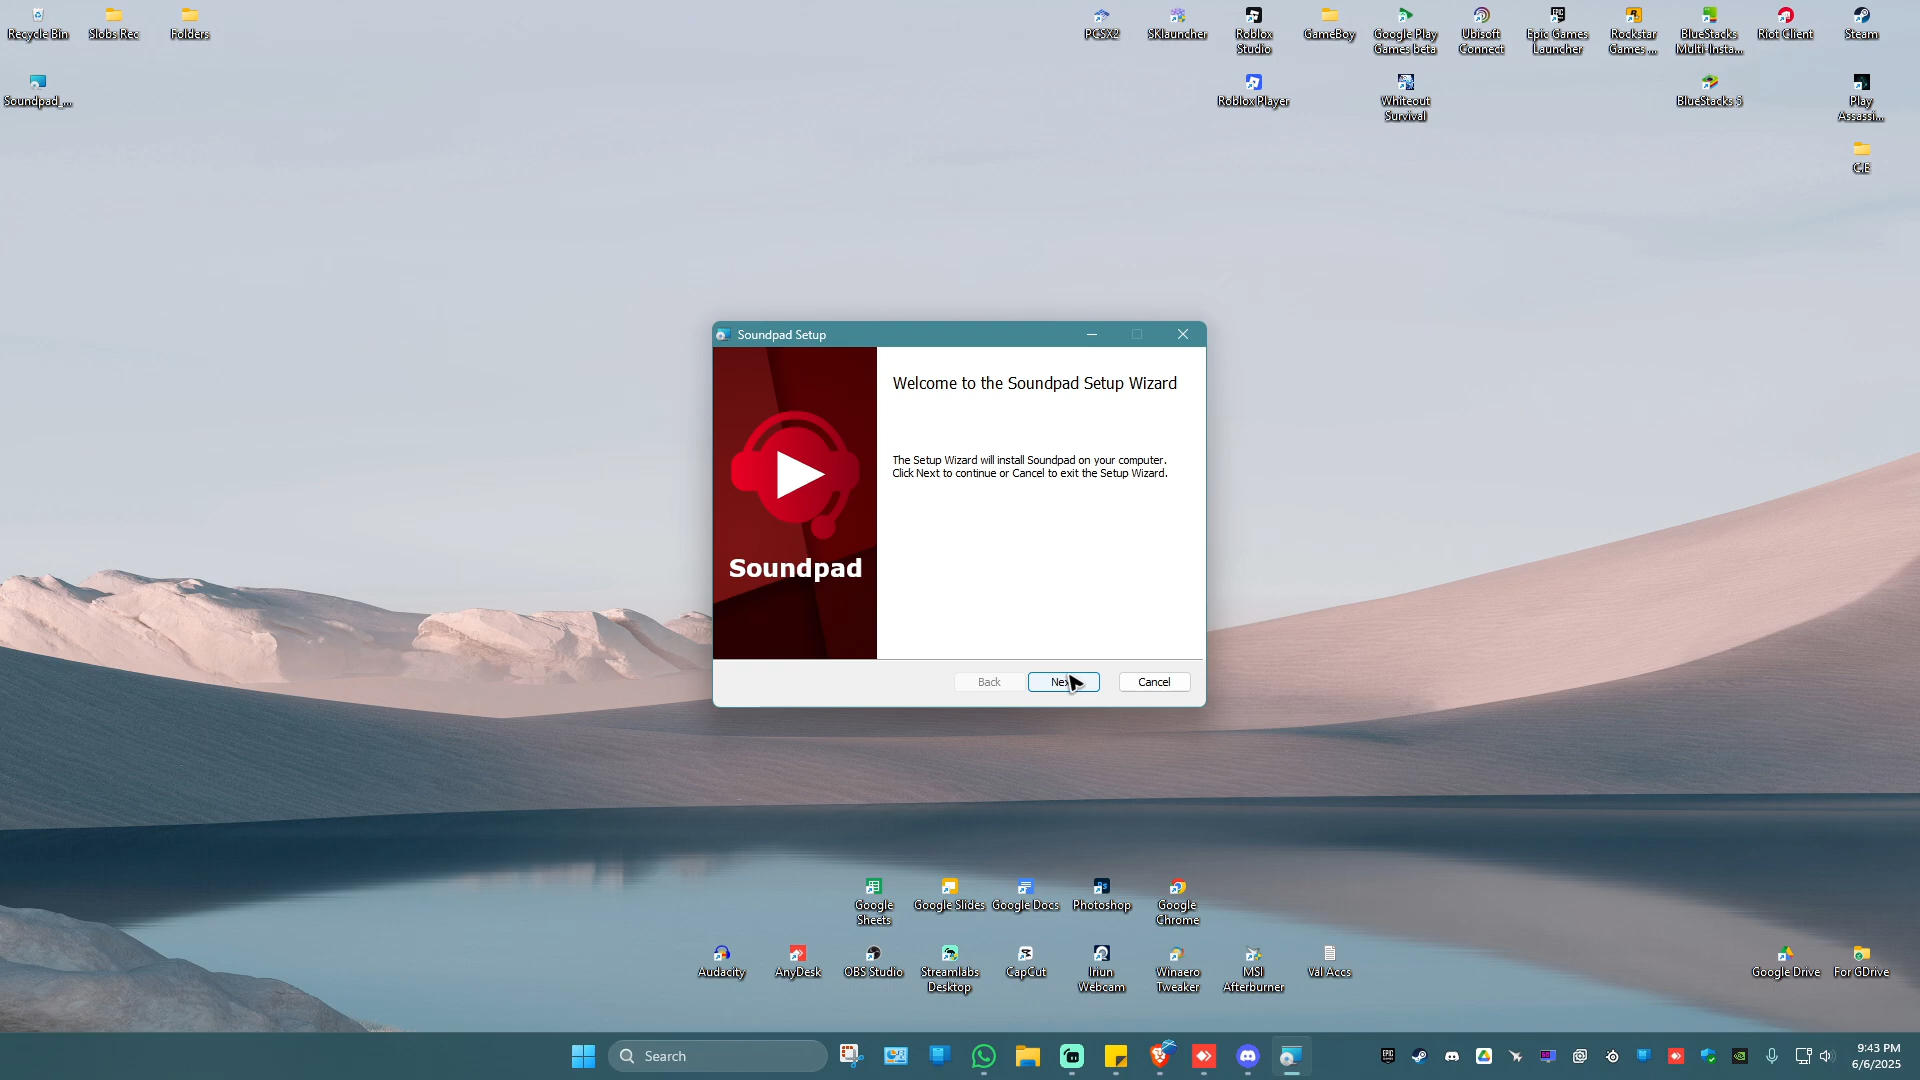 Recycle Bin
Slobs Rec
Folders
PCSX2
SKlauncher
Roblox
Studio
GameBoy
Google Play
Games beta
Ubisoft
Connect
Epic Games
Launcher
Rockstar
Games ...
BlueStacks
Multi-Insta...
Riot Client
Steam
Soundpad_...
Roblox Player
Whiteout
Survival
BlueStacks 5
Play
Assassi...
C.E
Soundpad Setup
Welcome to the Soundpad Setup Wizard
The Setup Wizard will install Soundpad on your computer.
Click Next to continue or Cancel to exit the Setup Wizard.
Soundpad
Back
Cancel
Google
Sheets
Google Slides
Google Docs
Photoshop
Google
Chrome
Audacity
AnyDesk
OBS Studio
Streamlabs
Desktop
CapCut
Iriun
Webcam
Winaero
Tweaker
MSI
Afterburner
Val Accs
Google Drive
For GDrive
Search
9:43 PM
6/6/2025